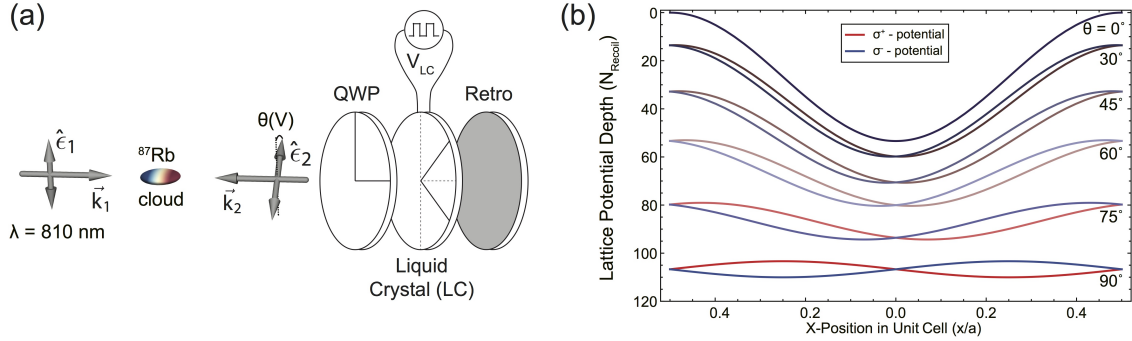 (a)
V_LC
QWP
Retro
θ(V)
ε̂₁
⁸⁷Rb
ε̂₂
k⃗₁
cloud
k⃗₂
λ = 810 nm
Liquid
Crystal (LC)
(b)
Lattice Potential Depth (N_Recoil)
0
20
40
60
80
100
120
σ⁺ - potential
σ⁻ - potential
θ = 0°
30°
45°
60°
75°
90°
0.4 0.2 0.0 0.2 0.4
X-Position in Unit Cell (x/a)